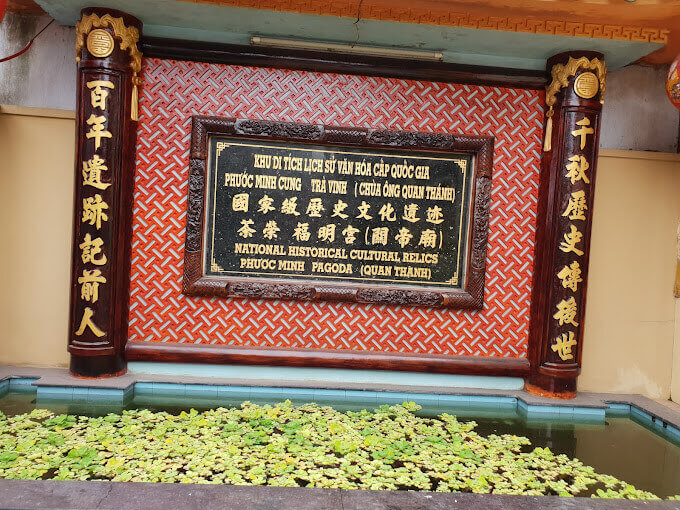 百年遺跡記前人
KHU DI TÍCH LỊCH SỬ VĂN HÓA CẤP QUỐC GIA
PHƯỚC MINH CUNG TRÀ VINH (CHÙA ÔNG QUAN THÁNH)
國家級歷史文化遺迹
茶榮福明宮(關帝廟)
NATIONAL HISTORICAL CULTURAL RELICS
PHƯỚC MINH PAGODA (QUAN THÁNH)
千秋歷史傳後世